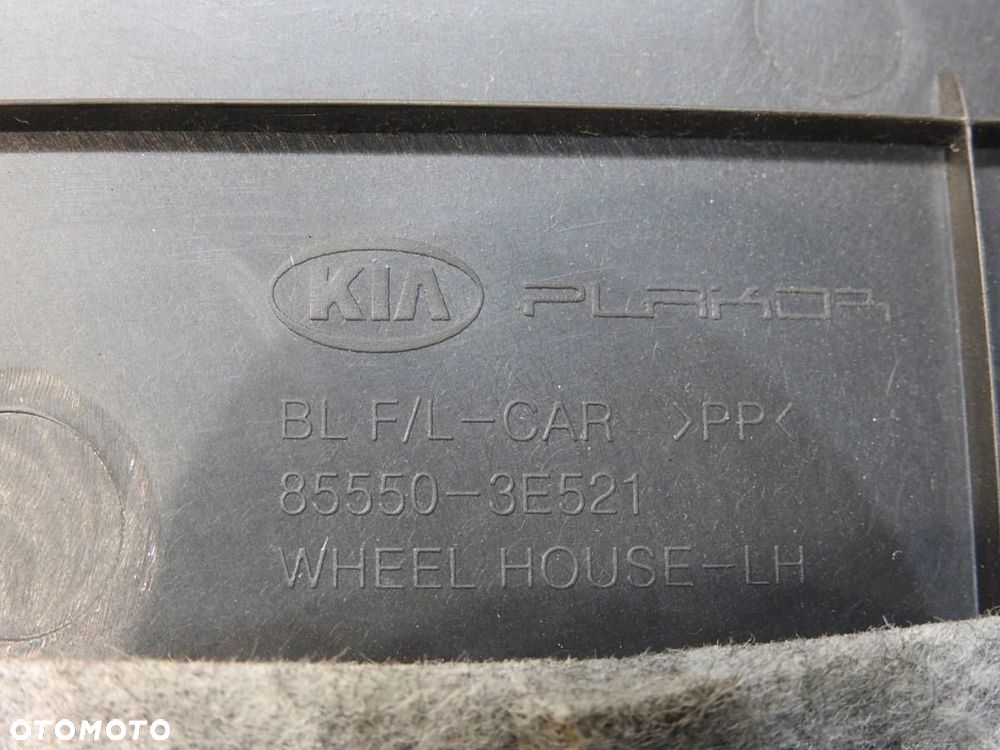 KIA PLAKOR
BL F/L-CAR >PP<
85550-3E521
WHEEL HOUSE-LH
OTOMOTO